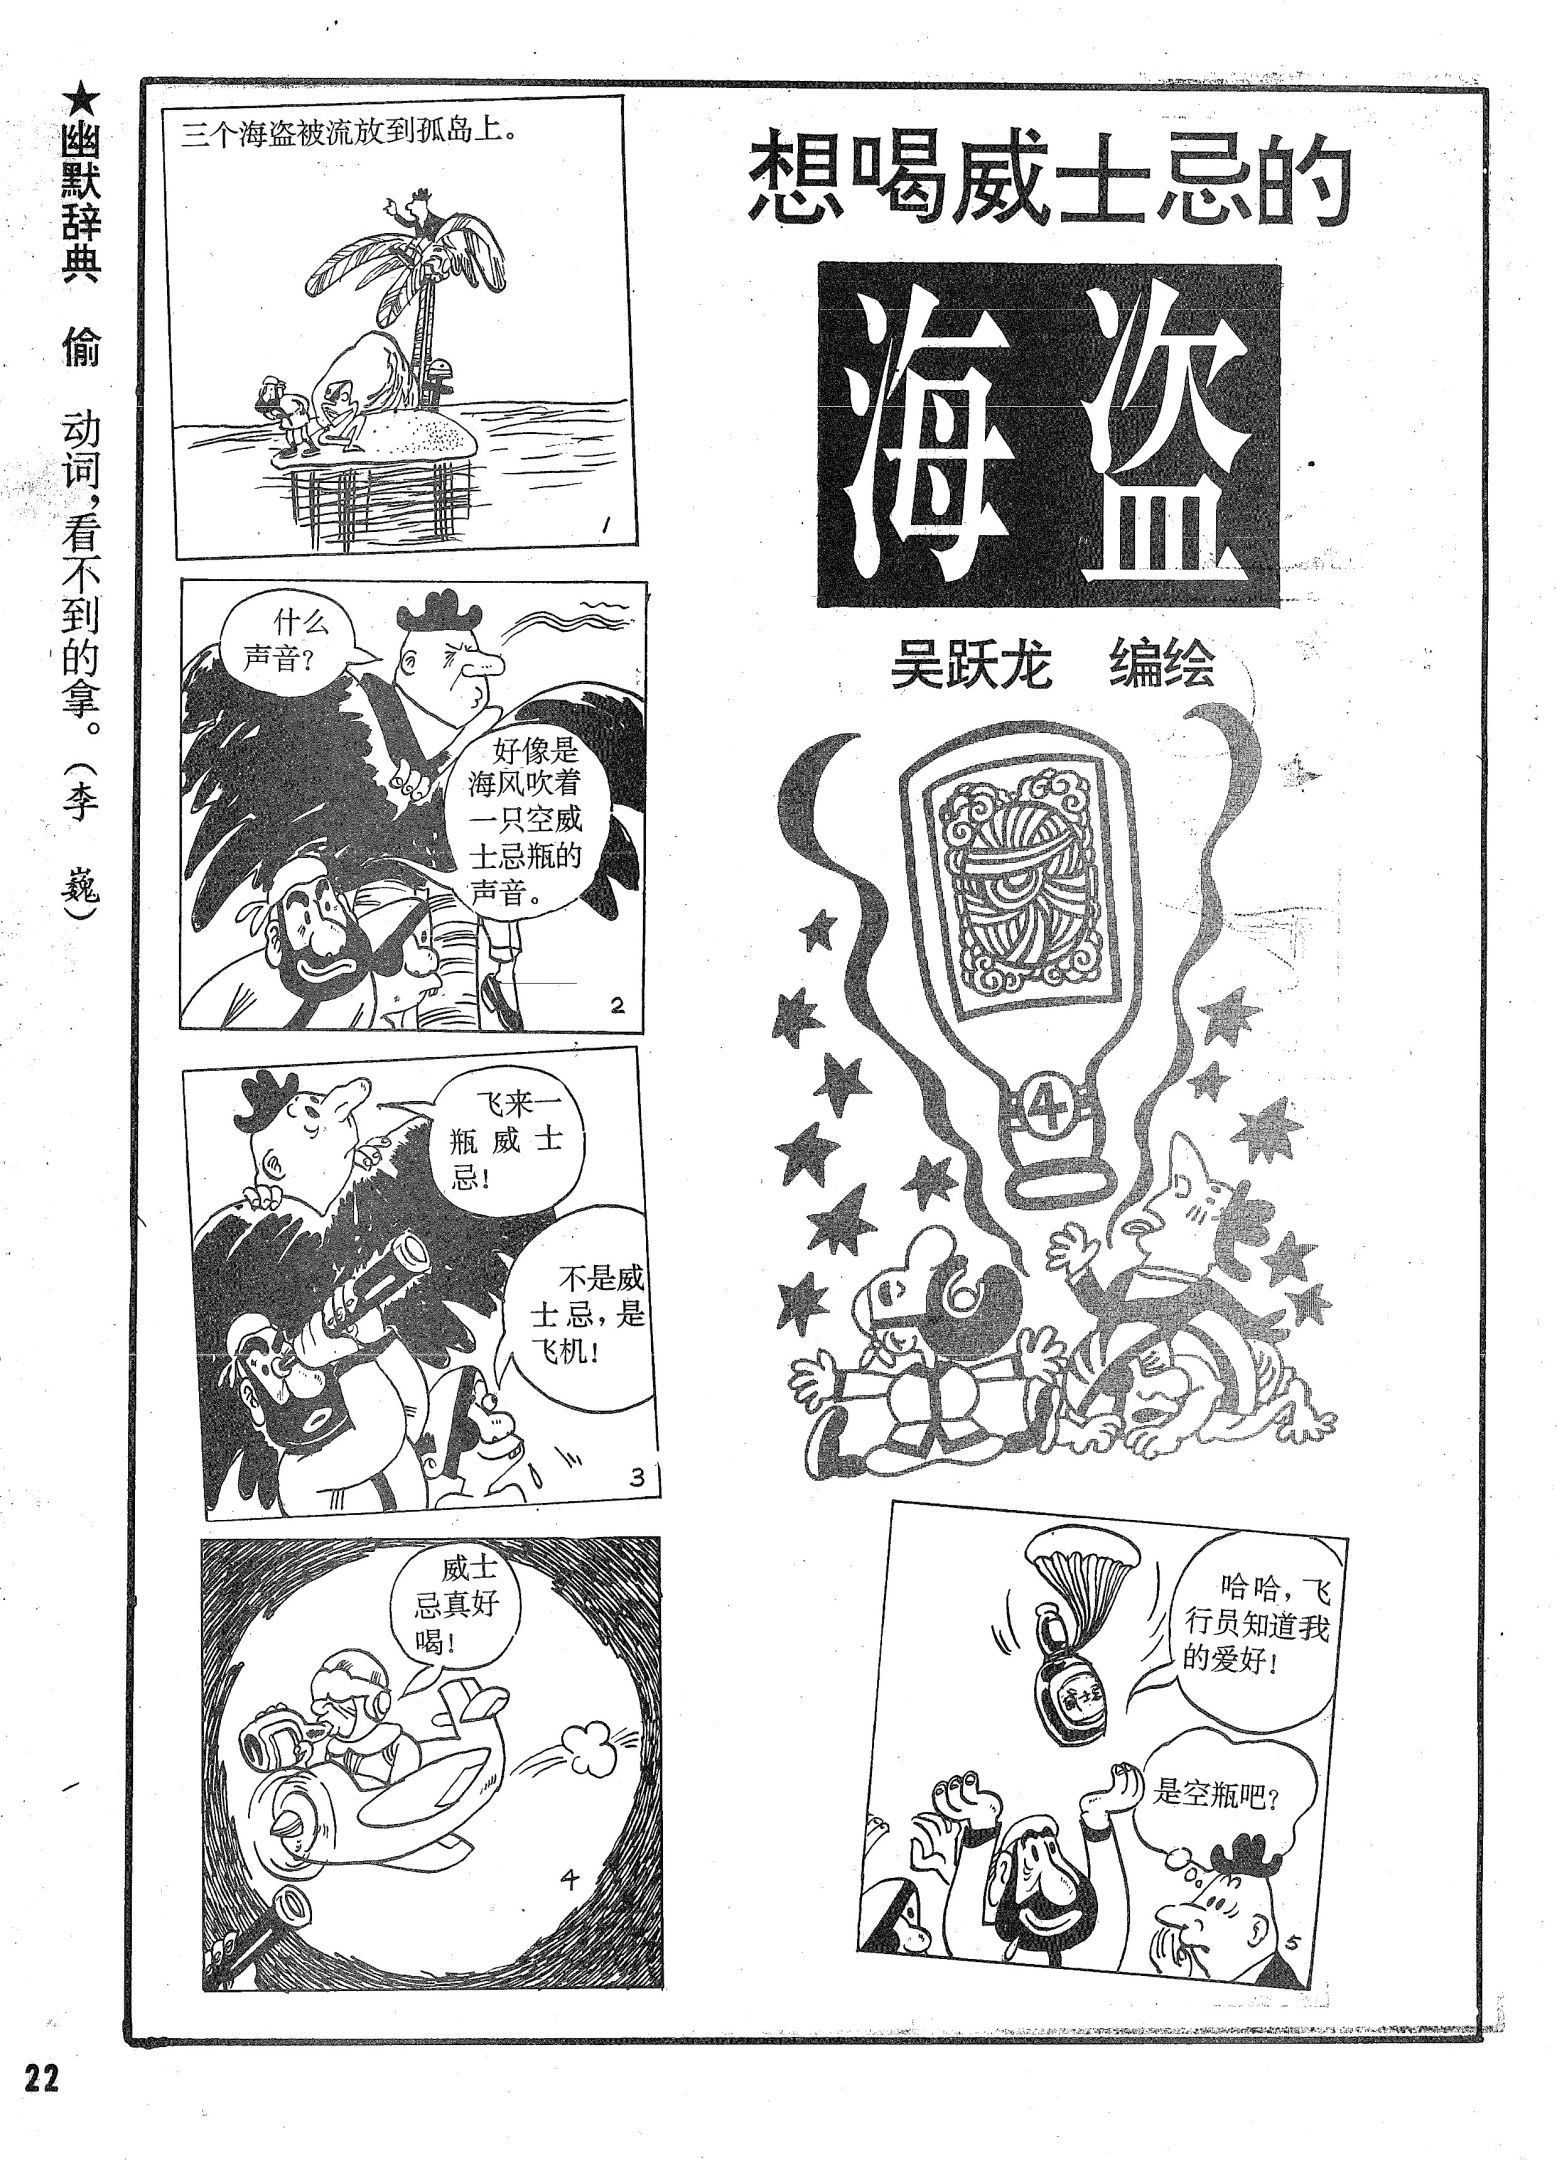 ★幽默辞典 偷 动词，看不到的拿。（李 巍）
想喝威士忌的
海盗
吴跃龙 编绘
4
三个海盗被流放到孤岛上。
1
什么
声音？
好像是
海风吹着
一只空威
士忌瓶的
声音。
2
飞来一
瓶威士
忌！
不是威
士忌，是
飞机！
3
威士
忌真好
喝！
4
哈哈，飞
行员知道我
的爱好！
威士忌
是空瓶吧？
5
22